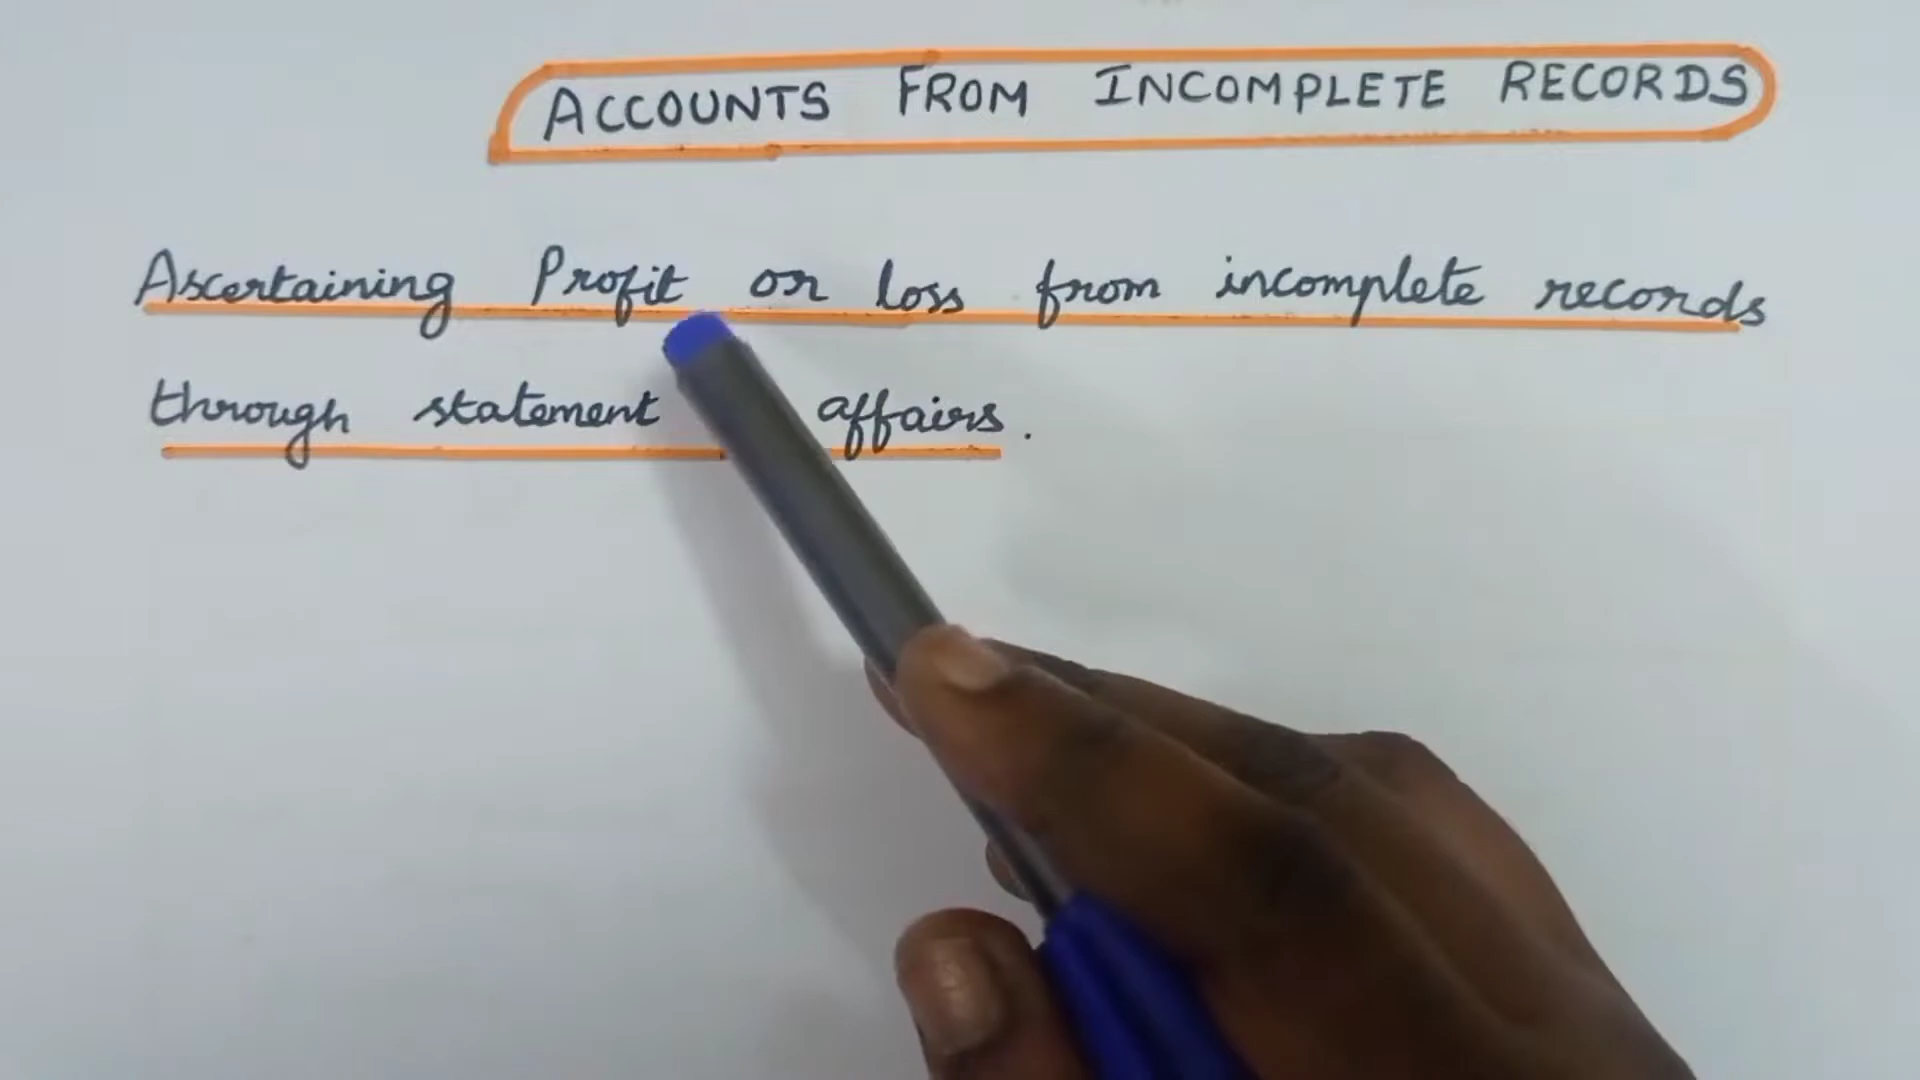 ACCOUNTS FROM INCOMPLETE RECORDS
Ascertaining Profit or loss from incomplete records
through statement affairs.